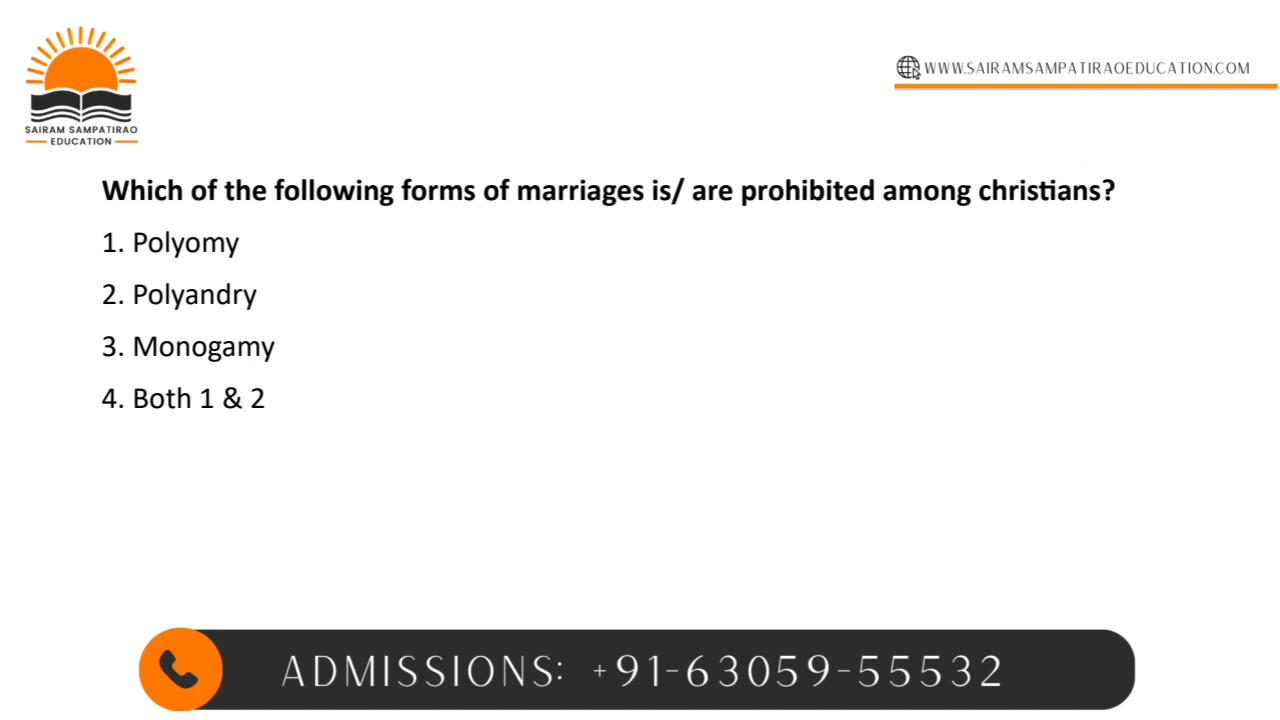 SAIRAM SAMPATIRAO
EDUCATION
WWW.SAIRAMSAMPATIRAOEDUCATION.COM
Which of the following forms of marriages is/ are prohibited among christians?
1. Polyomy
2. Polyandry
3. Monogamy
4. Both 1 & 2
ADMISSIONS: +91-63059-55532